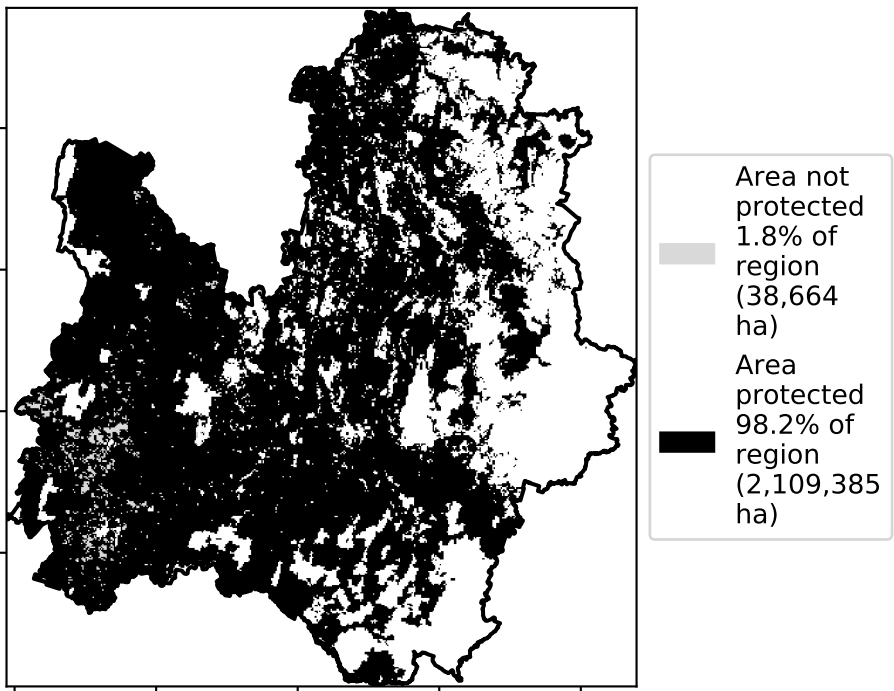 Area not
protected
1.8% of
region
(38,664
ha)
Area
protected
98.2% of
region
(2,109,385
ha)